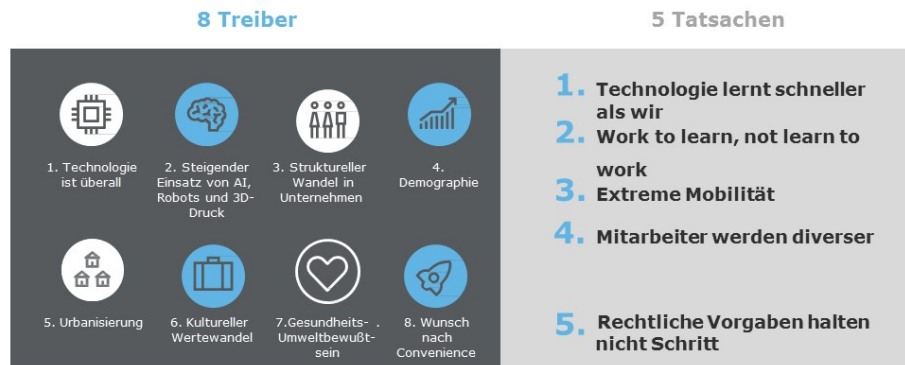 8 Treiber
1. Technologie
ist überall
2. Steigender
Einsatz von AI,
Robots und 3D-
Druck
3. Struktureller
Wandel in
Unternehmen
4.
Demographie
5. Urbanisierung
6. Kultureller
Wertewandel
7.Gesundheits- .
Umweltbewußt-
sein
8. Wunsch
nach
Convenience
5 Tatsachen
1. Technologie lernt schneller
als wir
2. Work to learn, not learn to
work
3. Extreme Mobilität
4. Mitarbeiter werden diverser
5. Rechtliche Vorgaben halten
nicht Schritt